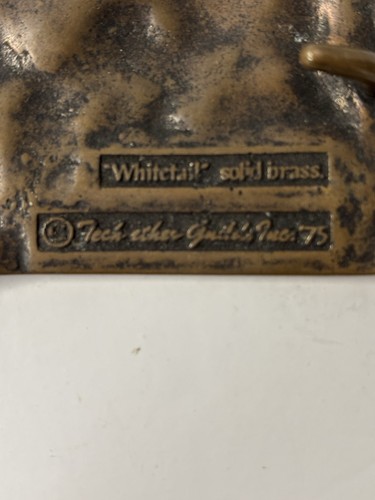 "Whitetail" solid brass.
© Tech ether Guild, Inc. '75